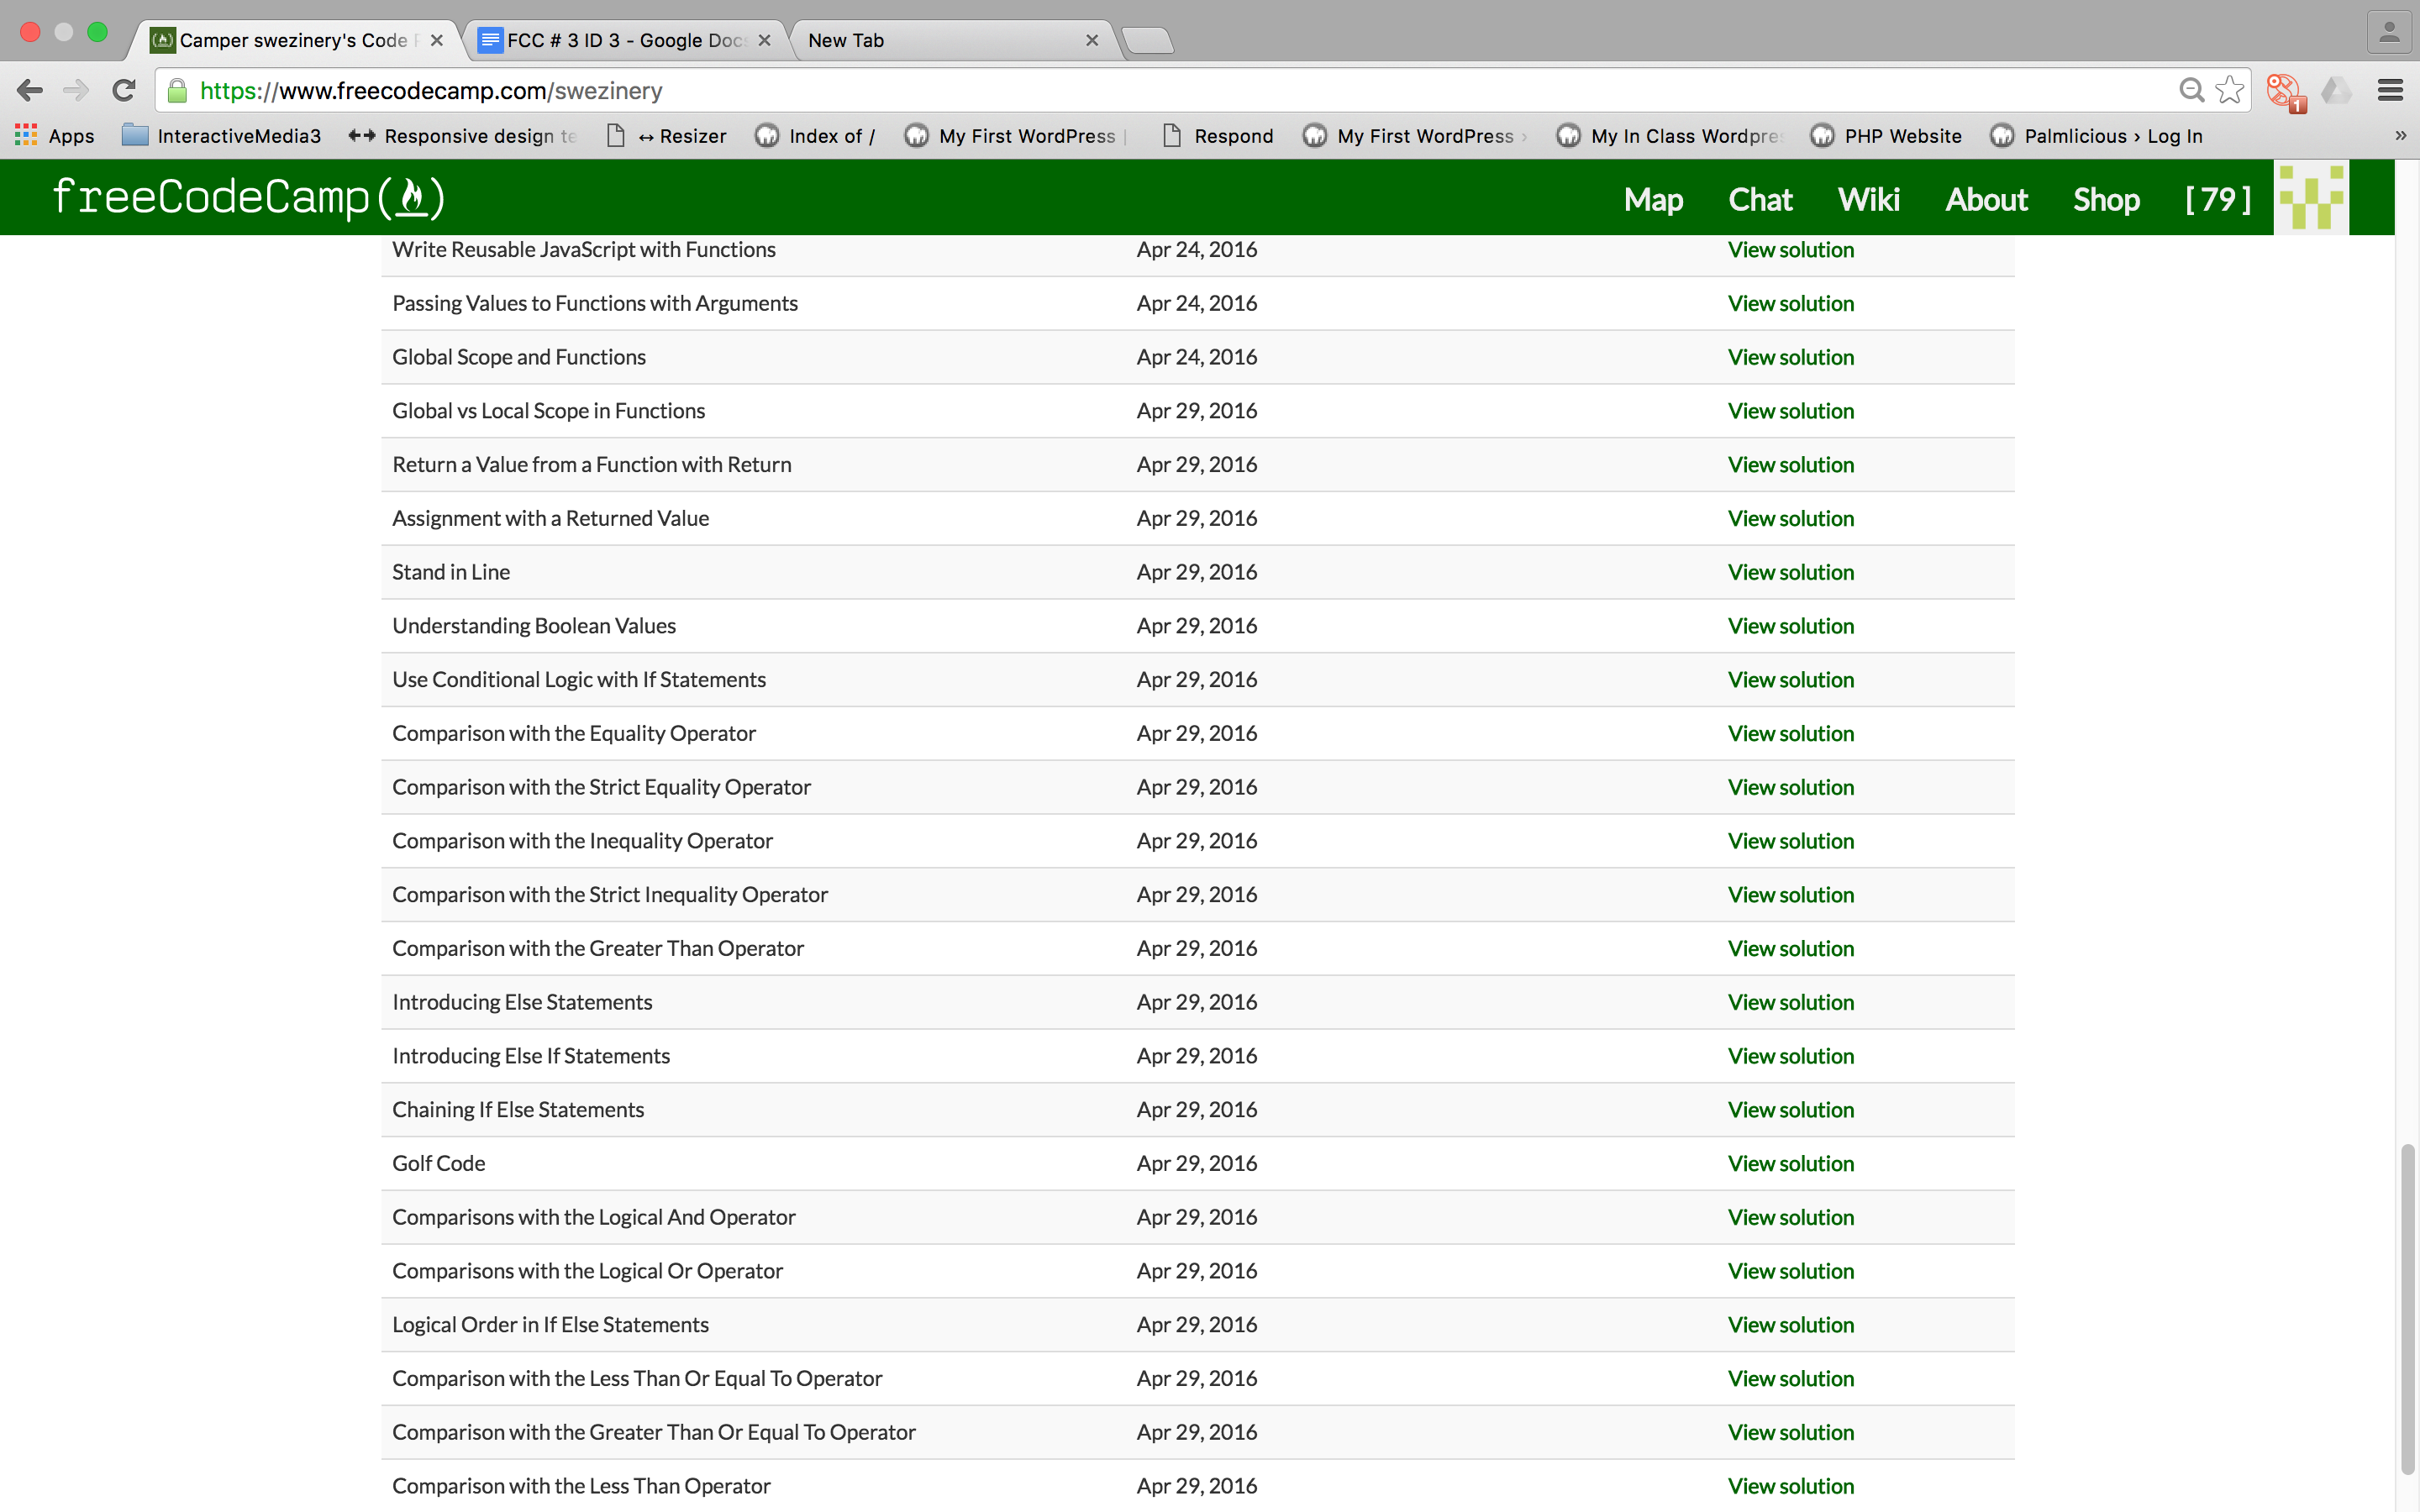 Camper swezinery's Code P
FCC # 3 ID 3 - Google Docs
New Tab
https://www.freecodecamp.com/swezinery
1
Apps InteractiveMedia3 Responsive design te ↔ Resizer Index of / My First WordPress | Respond My First WordPress › My In Class Wordpres PHP Website Palmlicious › Log In »
freeCodeCamp( ) Map Chat Wiki About Shop [ 79 ]
Write Reusable JavaScript with Functions Apr 24, 2016 View solution
Passing Values to Functions with Arguments Apr 24, 2016 View solution
Global Scope and Functions Apr 24, 2016 View solution
Global vs Local Scope in Functions Apr 29, 2016 View solution
Return a Value from a Function with Return Apr 29, 2016 View solution
Assignment with a Returned Value Apr 29, 2016 View solution
Stand in Line Apr 29, 2016 View solution
Understanding Boolean Values Apr 29, 2016 View solution
Use Conditional Logic with If Statements Apr 29, 2016 View solution
Comparison with the Equality Operator Apr 29, 2016 View solution
Comparison with the Strict Equality Operator Apr 29, 2016 View solution
Comparison with the Inequality Operator Apr 29, 2016 View solution
Comparison with the Strict Inequality Operator Apr 29, 2016 View solution
Comparison with the Greater Than Operator Apr 29, 2016 View solution
Introducing Else Statements Apr 29, 2016 View solution
Introducing Else If Statements Apr 29, 2016 View solution
Chaining If Else Statements Apr 29, 2016 View solution
Golf Code Apr 29, 2016 View solution
Comparisons with the Logical And Operator Apr 29, 2016 View solution
Comparisons with the Logical Or Operator Apr 29, 2016 View solution
Logical Order in If Else Statements Apr 29, 2016 View solution
Comparison with the Less Than Or Equal To Operator Apr 29, 2016 View solution
Comparison with the Greater Than Or Equal To Operator Apr 29, 2016 View solution
Comparison with the Less Than Operator Apr 29, 2016 View solution